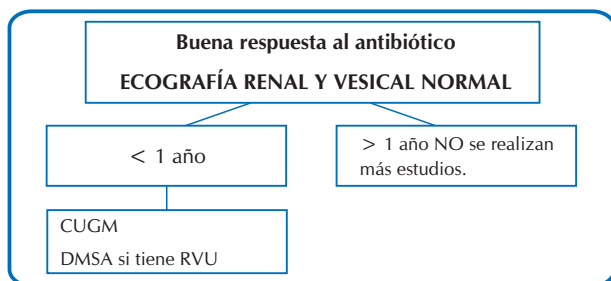 Buena respuesta al antibiótico
ECOGRAFÍA RENAL Y VESICAL NORMAL
< 1 año
> 1 año NO se realizan
más estudios.
CUGM
DMSA si tiene RVU